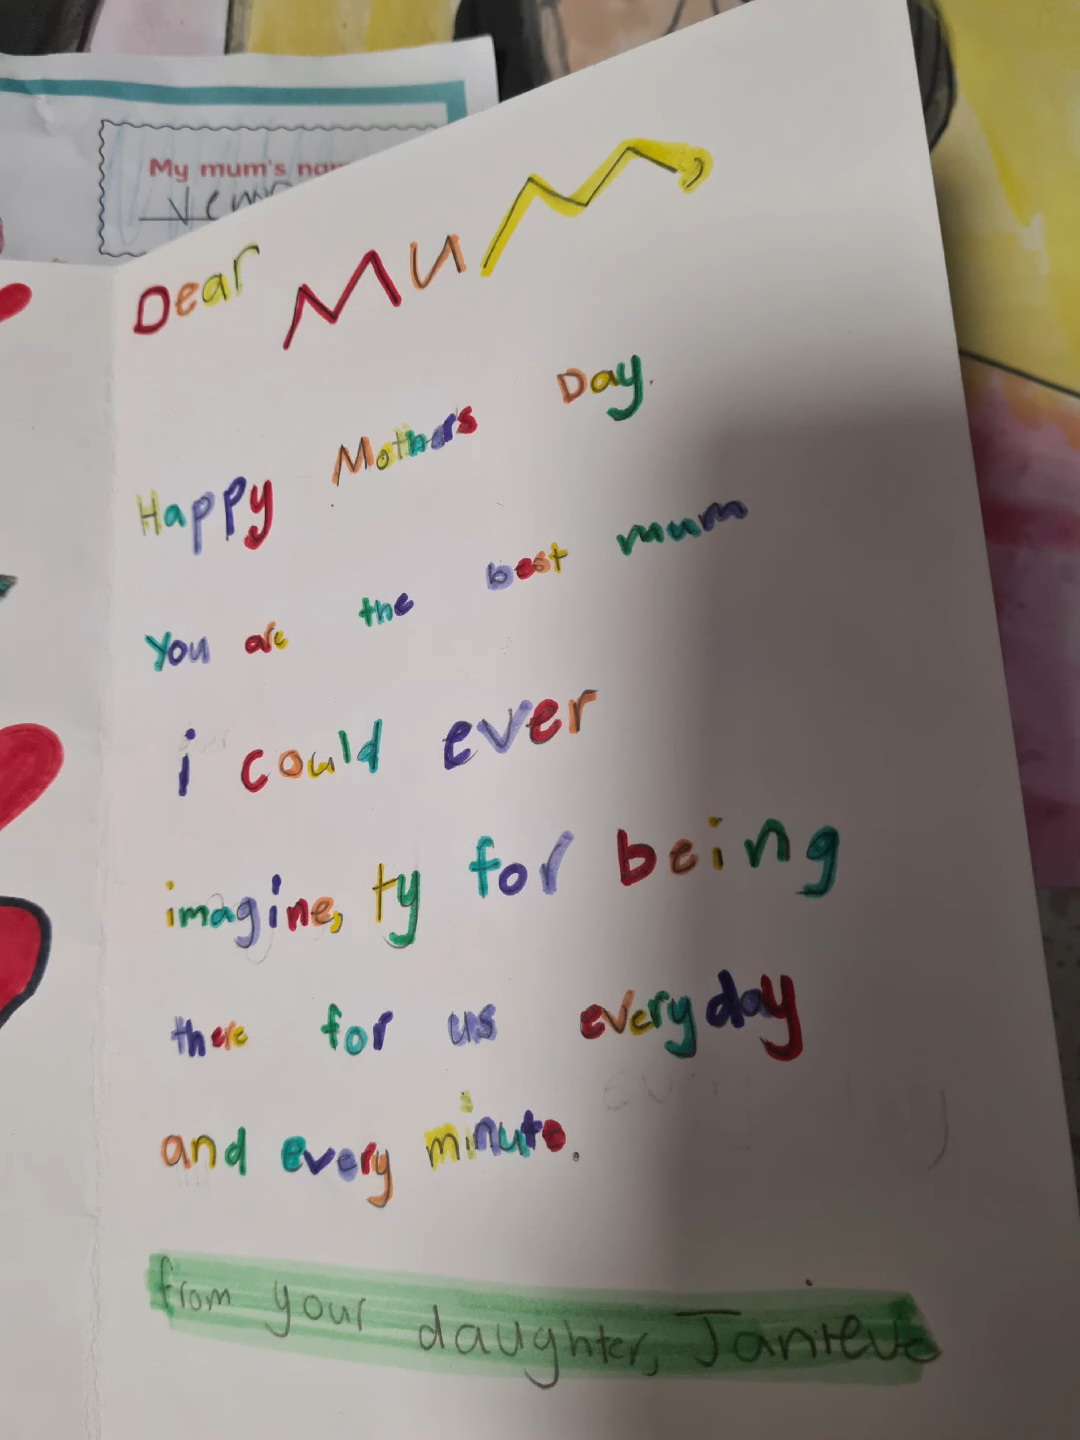 My mum's
Dear MUM,
Happy Mothers Day.
You are the best mum
i could ever
imagine, ty for being
there for us everyday
and every minute.
from your daughter, Janieve